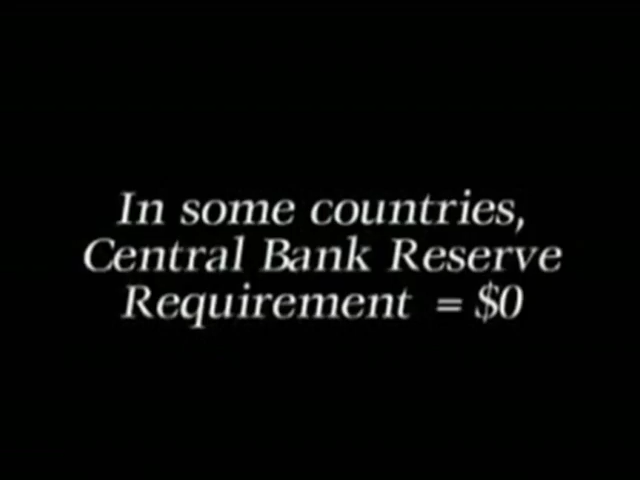 In some countries,
Central Bank Reserve
Requirement = $0